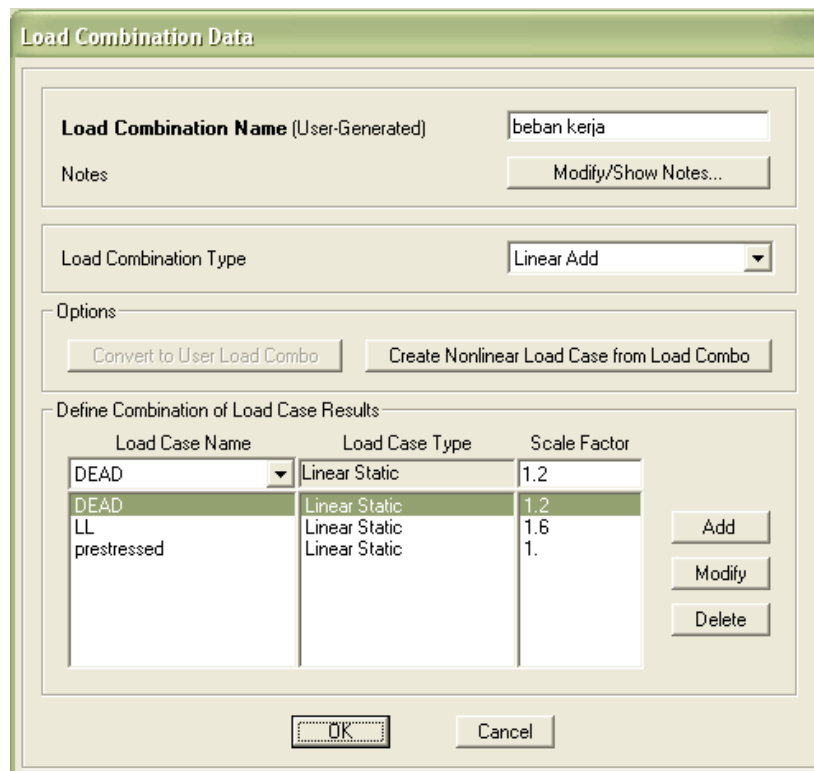 Load Combination Data
Load Combination Name (User-Generated) beban kerja
Notes Modify/Show Notes...
Load Combination Type Linear Add
Options
Convert to User Load Combo Create Nonlinear Load Case from Load Combo
Define Combination of Load Case Results
Load Case Name Load Case Type Scale Factor
DEAD Linear Static 1.2
DEAD Linear Static 1.2
LL Linear Static 1.6
prestressed Linear Static 1.
Add
Modify
Delete
OK Cancel